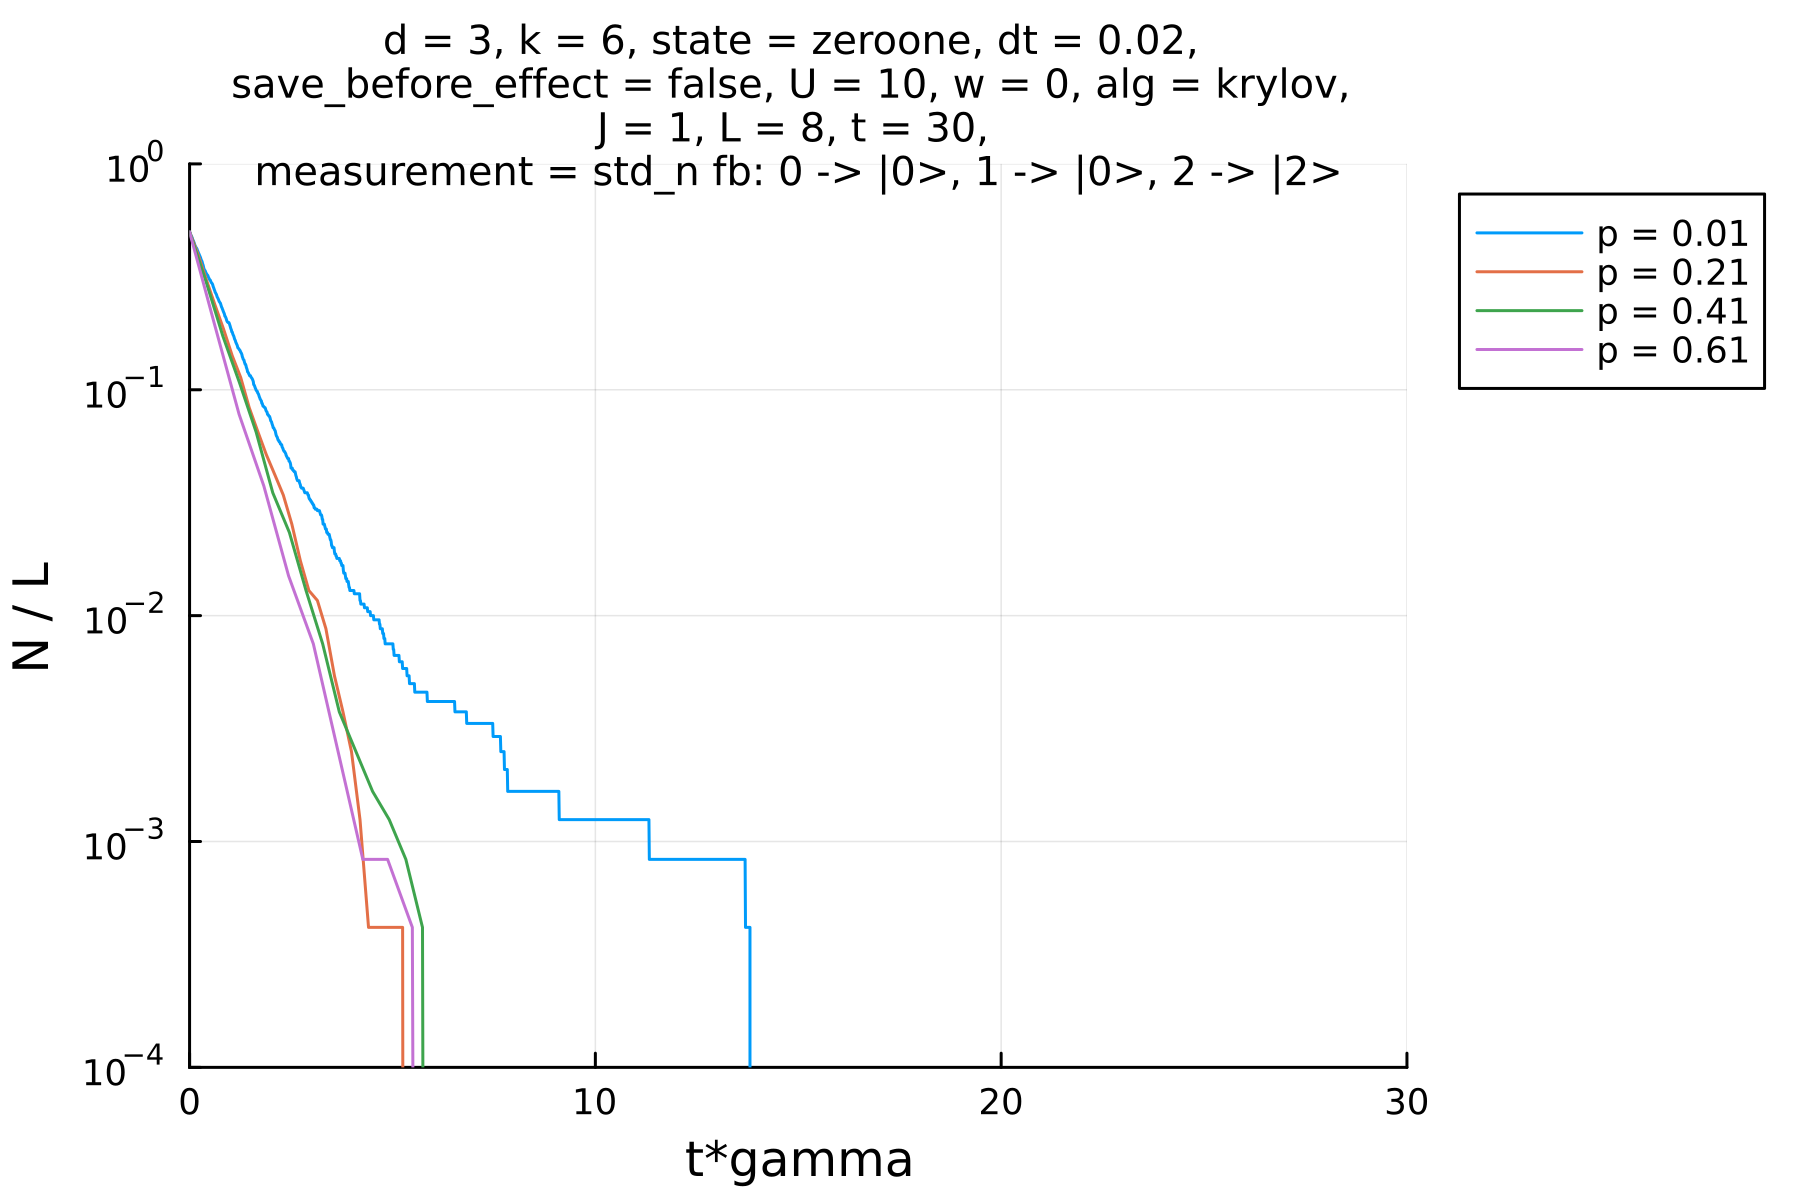 d = 3, k = 6, state = zeroone, dt = 0.02,
save_before_effect = false, U = 10, w = 0, alg = krylov,
J = 1, L = 8, t = 30,
measurement = std_n fb: 0 -> |0>, 1 -> |0>, 2 -> |2>
10⁰
10⁻¹
10⁻²
10⁻³
10⁻⁴
N / L
0
10
20
30
t*gamma
p = 0.01
p = 0.21
p = 0.41
p = 0.61